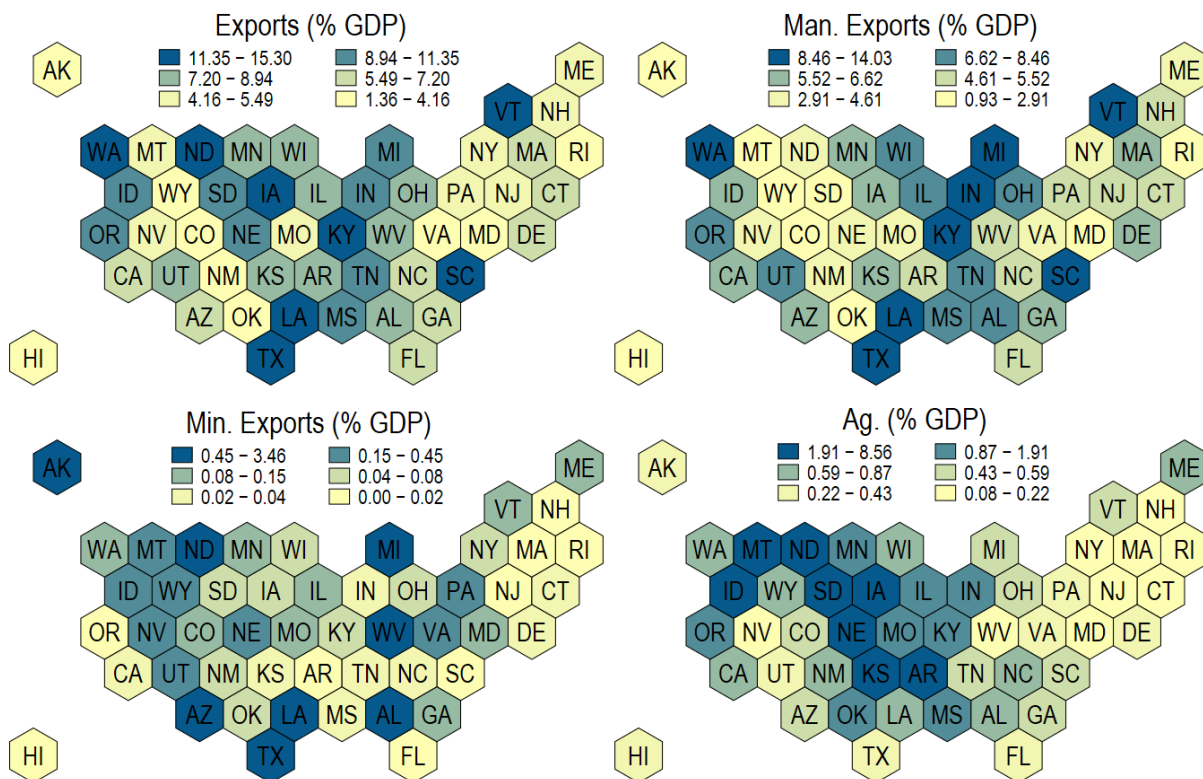 Exports (% GDP)
11.35 − 15.30 8.94 − 11.35
7.20 − 8.94 5.49 − 7.20
4.16 − 5.49 1.36 − 4.16
AK ME
VT NH
WA MT ND MN WI MI NY MA RI
ID WY SD IA IL IN OH PA NJ CT
OR NV CO NE MO KY WV VA MD DE
CA UT NM KS AR TN NC SC
AZ OK LA MS AL GA
HI TX FL
Man. Exports (% GDP)
8.46 − 14.03 6.62 − 8.46
5.52 − 6.62 4.61 − 5.52
2.91 − 4.61 0.93 − 2.91
AK ME
VT NH
WA MT ND MN WI MI NY MA RI
ID WY SD IA IL IN OH PA NJ CT
OR NV CO NE MO KY WV VA MD DE
CA UT NM KS AR TN NC SC
AZ OK LA MS AL GA
HI TX FL
Min. Exports (% GDP)
0.45 − 3.46 0.15 − 0.45
0.08 − 0.15 0.04 − 0.08
0.02 − 0.04 0.00 − 0.02
AK ME
VT NH
WA MT ND MN WI MI NY MA RI
ID WY SD IA IL IN OH PA NJ CT
OR NV CO NE MO KY WV VA MD DE
CA UT NM KS AR TN NC SC
AZ OK LA MS AL GA
HI TX FL
Ag. (% GDP)
1.91 − 8.56 0.87 − 1.91
0.59 − 0.87 0.43 − 0.59
0.22 − 0.43 0.08 − 0.22
AK ME
VT NH
WA MT ND MN WI MI NY MA RI
ID WY SD IA IL IN OH PA NJ CT
OR NV CO NE MO KY WV VA MD DE
CA UT NM KS AR TN NC SC
AZ OK LA MS AL GA
HI TX FL